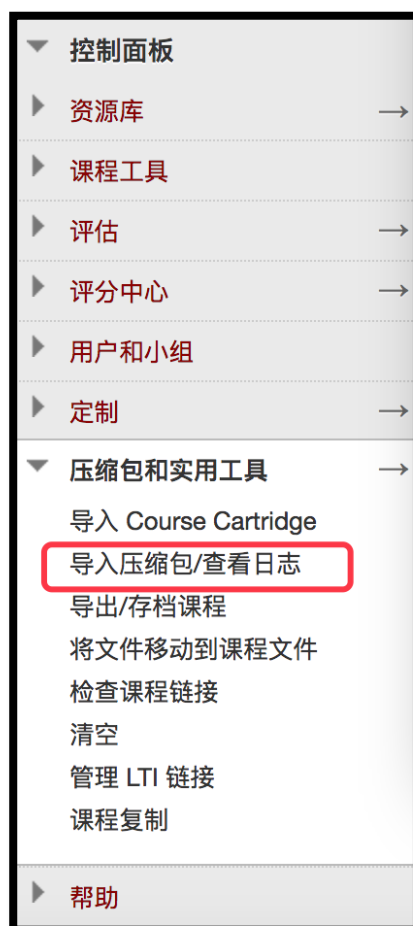 控制面板
资源库
课程工具
评估
评分中心
用户和小组
定制
压缩包和实用工具
导入 Course Cartridge
导入压缩包/查看日志
导出/存档课程
将文件移动到课程文件
检查课程链接
清空
管理 LTI 链接
课程复制
帮助